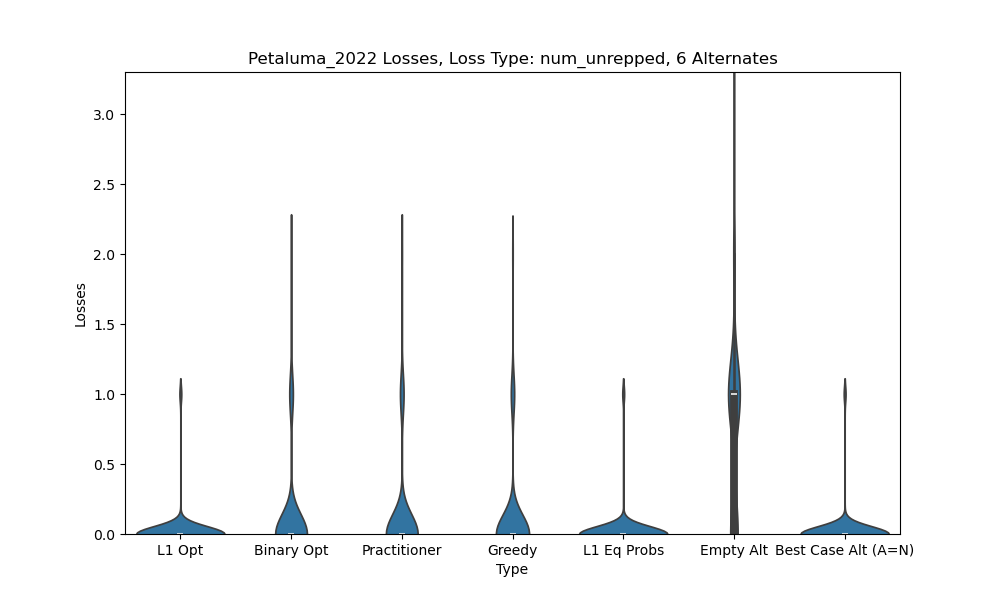 Petaluma_2022 Losses, Loss Type: num_unrepped, 6 Alternates
Losses
3.0
2.5
2.0
1.5
1.0
0.5
0.0
L1 Opt
Binary Opt
Practitioner
Greedy
L1 Eq Probs
Empty Alt
Best Case Alt (A=N)
Type